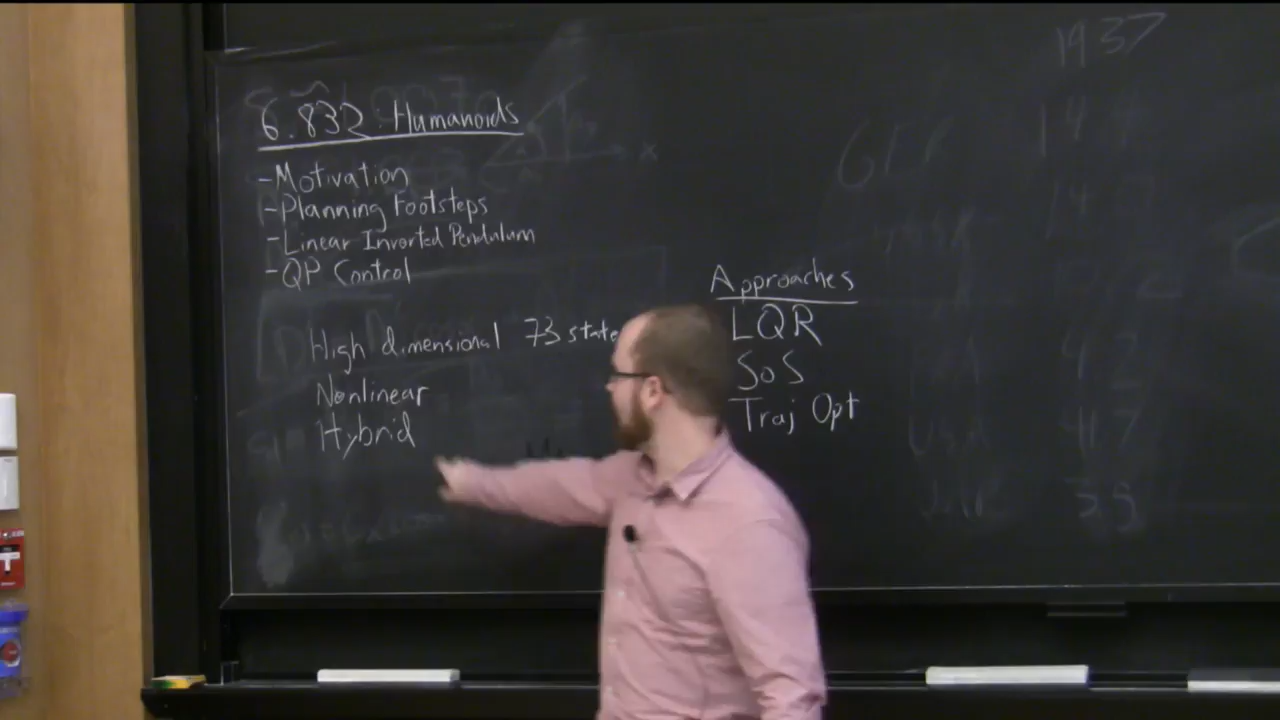 6.832 Humanoids
-Motivation
-Planning Footsteps
-Linear Inverted Pendulum
-QP Control
High dimensional 73 state
Nonlinear
Hybrid
Approaches
LQR
SoS
Traj Opt
x
1937